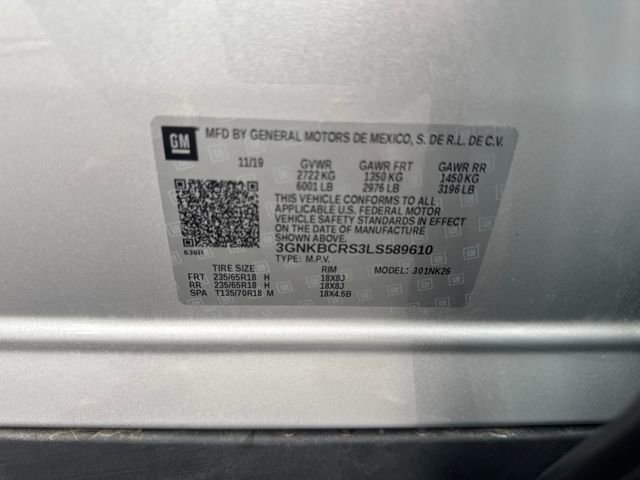 GM
MFD BY GENERAL MOTORS DE MEXICO, S. DE R.L. DE C.V.
11/19 GVWR GAWR FRT GAWR RR
2722 KG 1350 KG 1450 KG
6001 LB 2976 LB 3196 LB
THIS VEHICLE CONFORMS TO ALL
APPLICABLE U.S. FEDERAL MOTOR
VEHICLE SAFETY STANDARDS IN EFFECT
ON THE DATE OF MANUFACTURE
SHOWN ABOVE.
636R 3GNKBCRS3LS589610
TYPE: M.P.V.
TIRE SIZE RIM MODEL: 301NK26
FRT 235/65R18 H 18X8J
RR 235/65R18 H 18X8J
SPA T135/70R18 M 18X4.5B